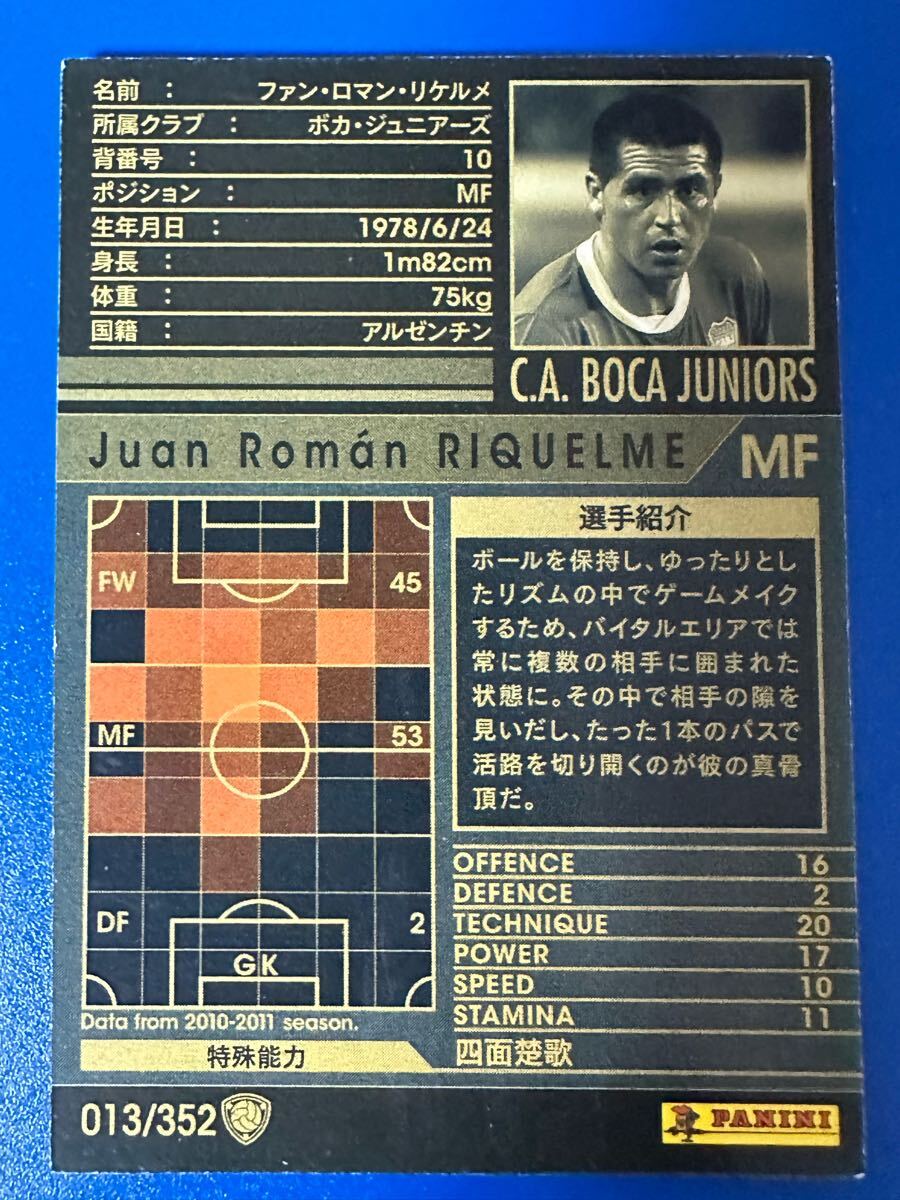 名前 : ファン・ロマン・リケルメ
所属クラブ : ボカ・ジュニアーズ
背番号 : 10
ポジション : MF
生年月日 : 1978/6/24
身長 : 1m82cm
体重 : 75kg
国籍 : アルゼンチン
C.A. BOCA JUNIORS
Juan Román RIQUELME
MF
FW 45
MF 53
DF 2
GK
Data from 2010-2011 season.
選手紹介
ボールを保持し、ゆったりとし
たリズムの中でゲームメイク
するため、バイタルエリアでは
常に複数の相手に囲まれた
状態に。その中で相手の隙を
見いだし、たった1本のパスで
活路を切り開くのが彼の真骨
頂だ。
OFFENCE 16
DEFENCE 2
TECHNIQUE 20
POWER 17
SPEED 10
STAMINA 11
特殊能力 四面楚歌
013/352
PANINI